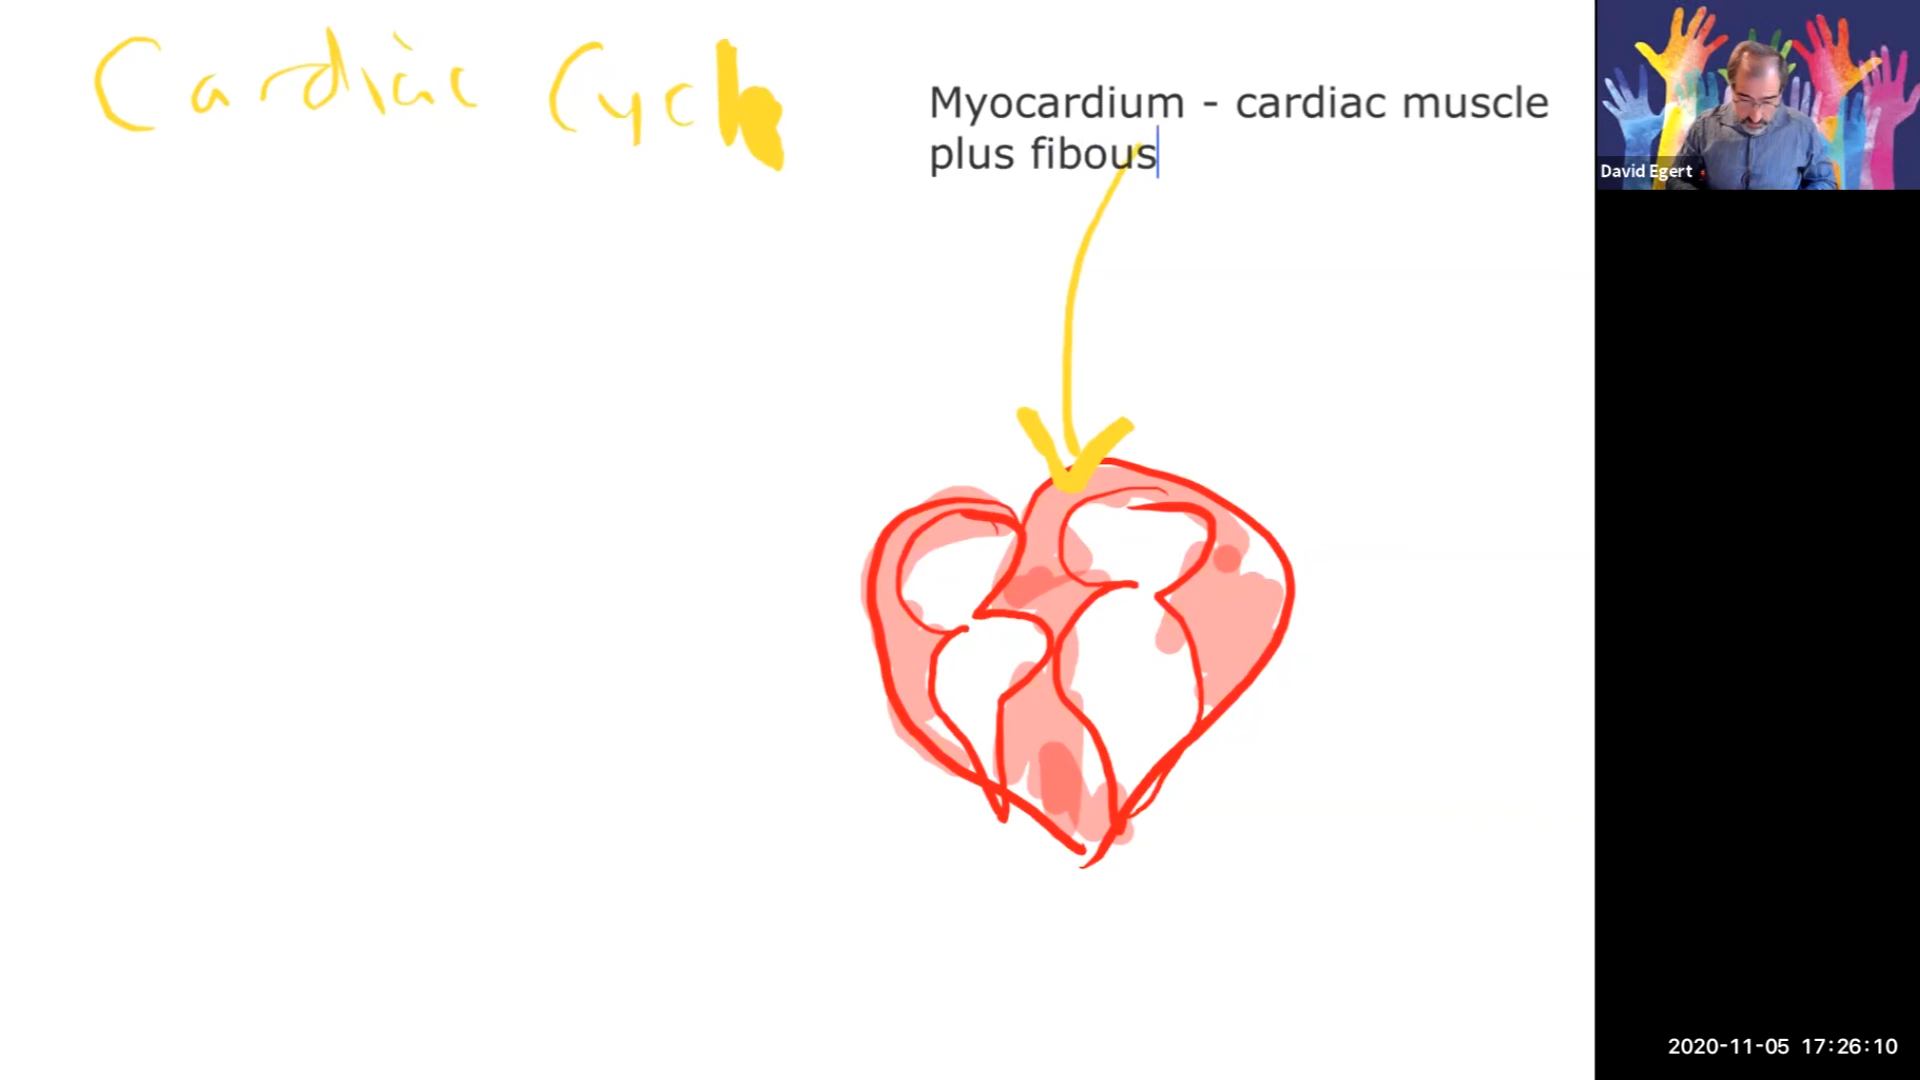 Cardiac Cycle
Myocardium - cardiac muscle
plus fibous
David Egert
2020-11-05 17:26:10